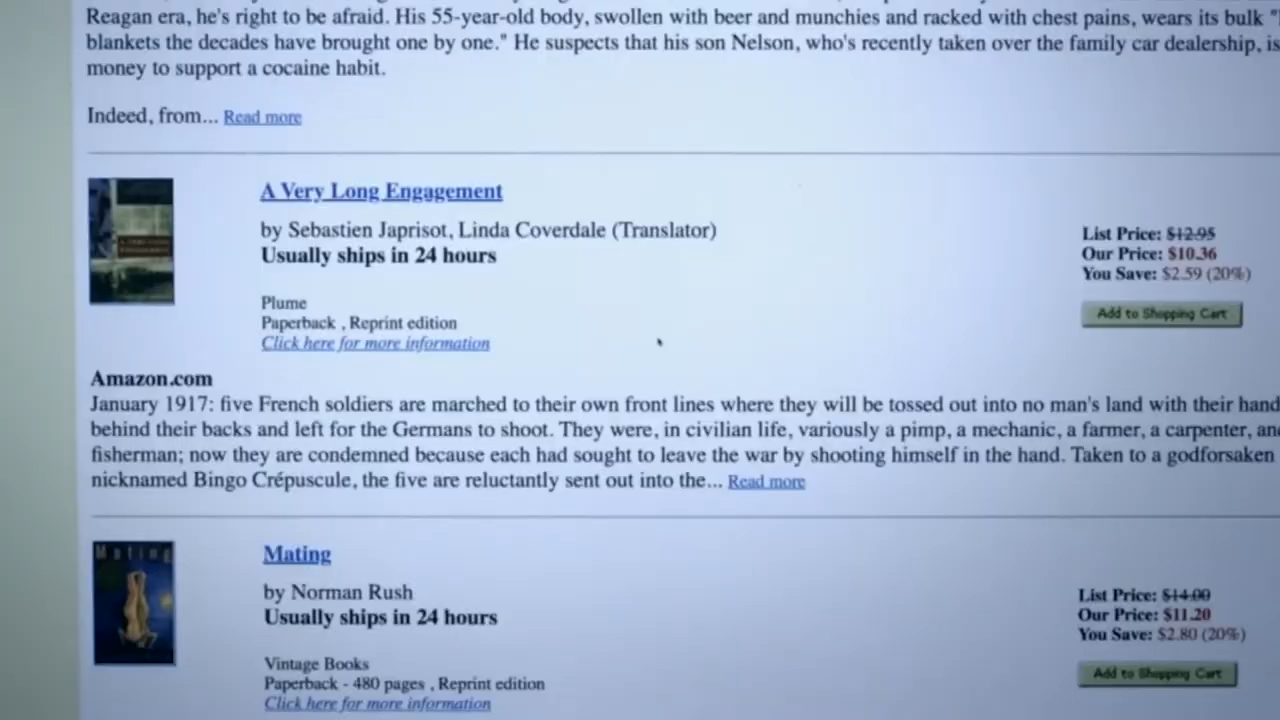 Reagan era, he's right to be afraid. His 55-year-old body, swollen with beer and munchies and racked with chest pains, wears its bulk "
blankets the decades have brought one by one." He suspects that his son Nelson, who's recently taken over the family car dealership, is
money to support a cocaine habit.
Indeed, from... Read more
A Very Long Engagement
by Sebastien Japrisot, Linda Coverdale (Translator)
Usually ships in 24 hours
List Price: $12.95
Our Price: $10.36
You Save: $2.59 (20%)
Add to Shopping Cart
Plume
Paperback , Reprint edition
Click here for more information
Amazon.com
January 1917: five French soldiers are marched to their own front lines where they will be tossed out into no man's land with their hand
behind their backs and left for the Germans to shoot. They were, in civilian life, variously a pimp, a mechanic, a farmer, a carpenter, and
fisherman; now they are condemned because each had sought to leave the war by shooting himself in the hand. Taken to a godforsaken
nicknamed Bingo Crépuscule, the five are reluctantly sent out into the... Read more
Mating
Mating
by Norman Rush
Usually ships in 24 hours
List Price: $14.00
Our Price: $11.20
You Save: $2.80 (20%)
Add to Shopping Cart
Vintage Books
Paperback - 480 pages , Reprint edition
Click here for more information